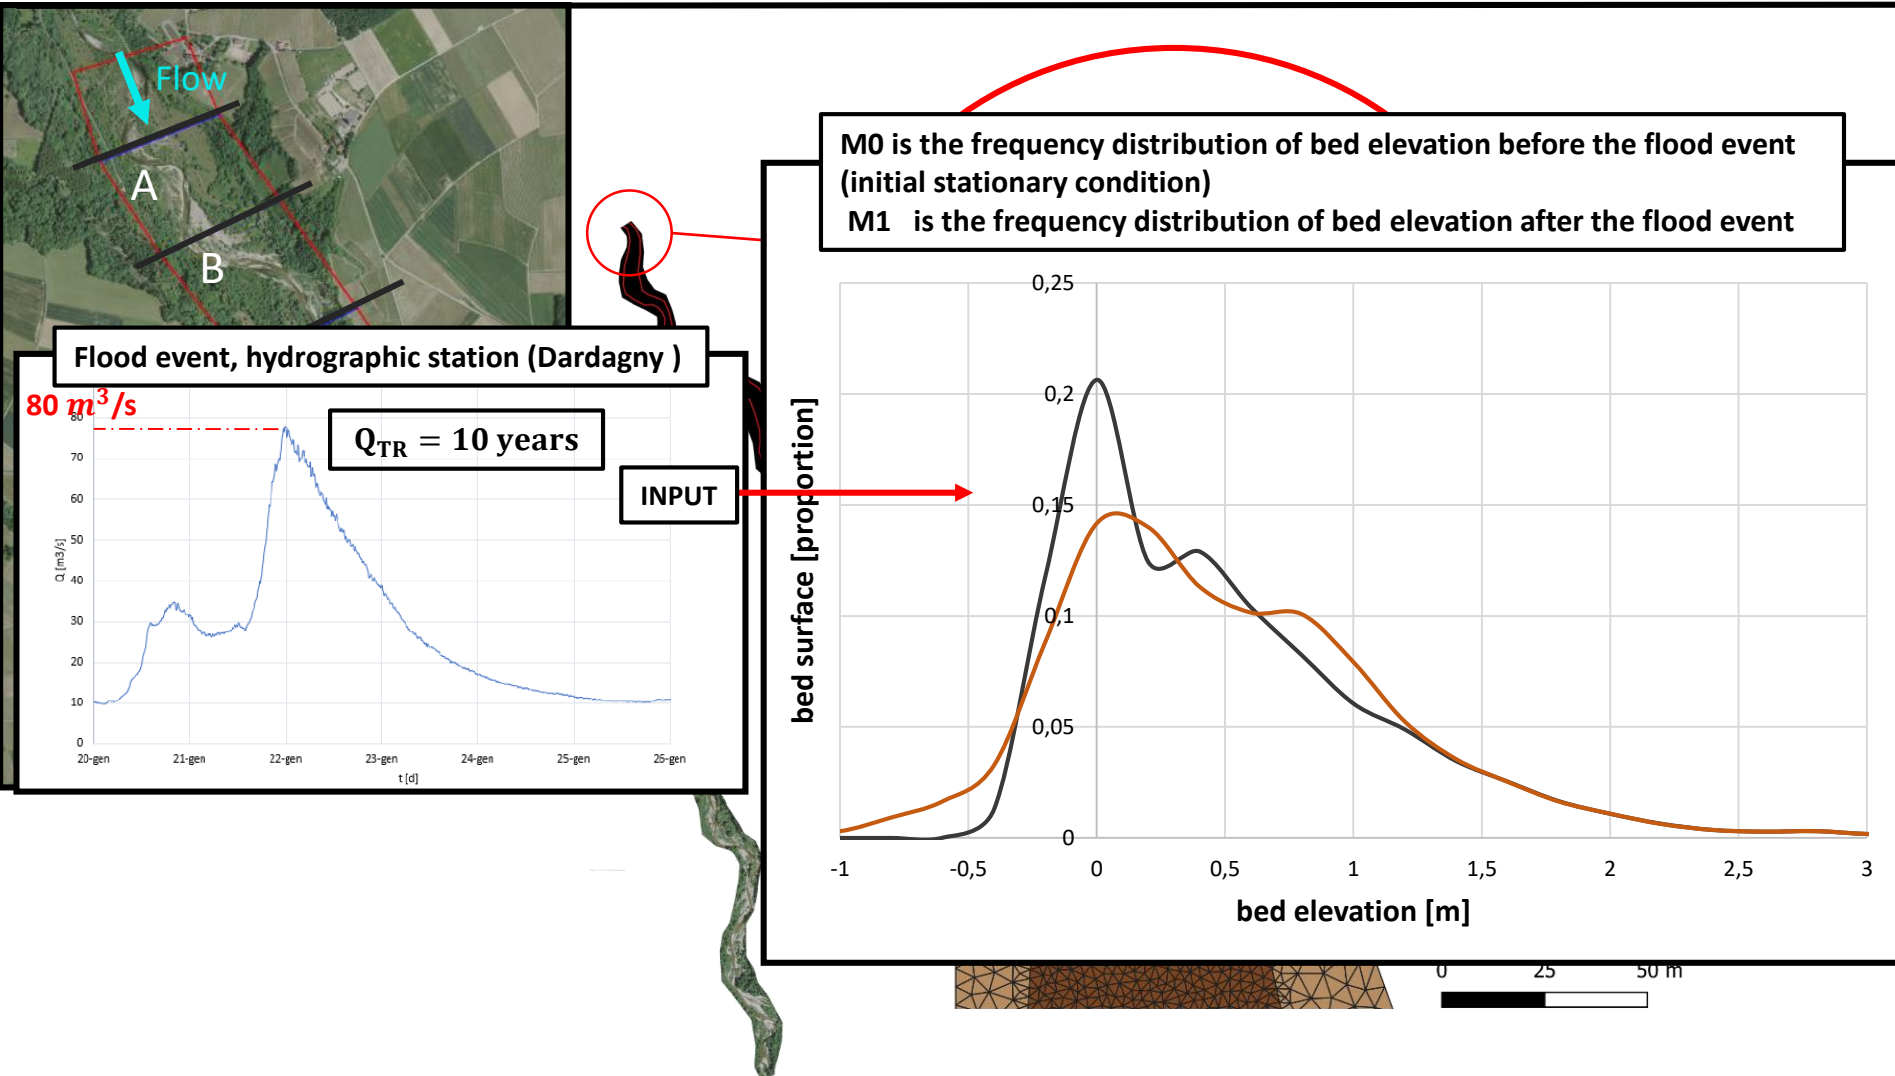 Flow
A
B
Flood event, hydrographic station (Dardagny )
80 m³/s
Q_TR = 10 years
80
70
60
50
40
30
20
10
0
Q [m3/s]
20-gen 21-gen 22-gen 23-gen 24-gen 25-gen 26-gen
t [d]
INPUT
M0 is the frequency distribution of bed elevation before the flood event
(initial stationary condition)
M1 is the frequency distribution of bed elevation after the flood event
0,25
0,2
0,15
0,1
0,05
0
bed surface [proportion]
-1 -0,5 0 0,5 1 1,5 2 2,5 3
bed elevation [m]
0 25 50 m